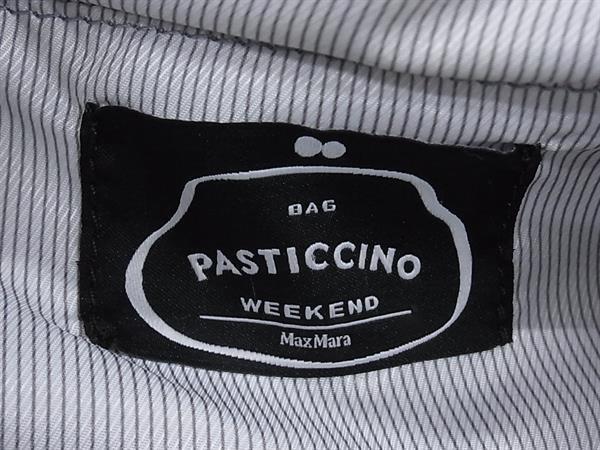 BAG
PASTICCINO
WEEKEND
MaxMara